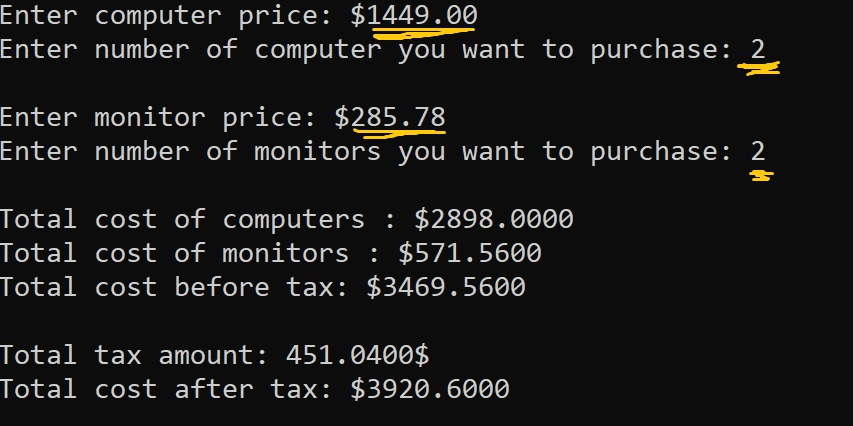 Enter computer price: $1449.00
Enter number of computer you want to purchase: 2
Enter monitor price: $285.78
Enter number of monitors you want to purchase: 2
Total cost of computers : $2898.0000
Total cost of monitors : $571.5600
Total cost before tax: $3469.5600
Total tax amount: 451.0400$
Total cost after tax: $3920.6000